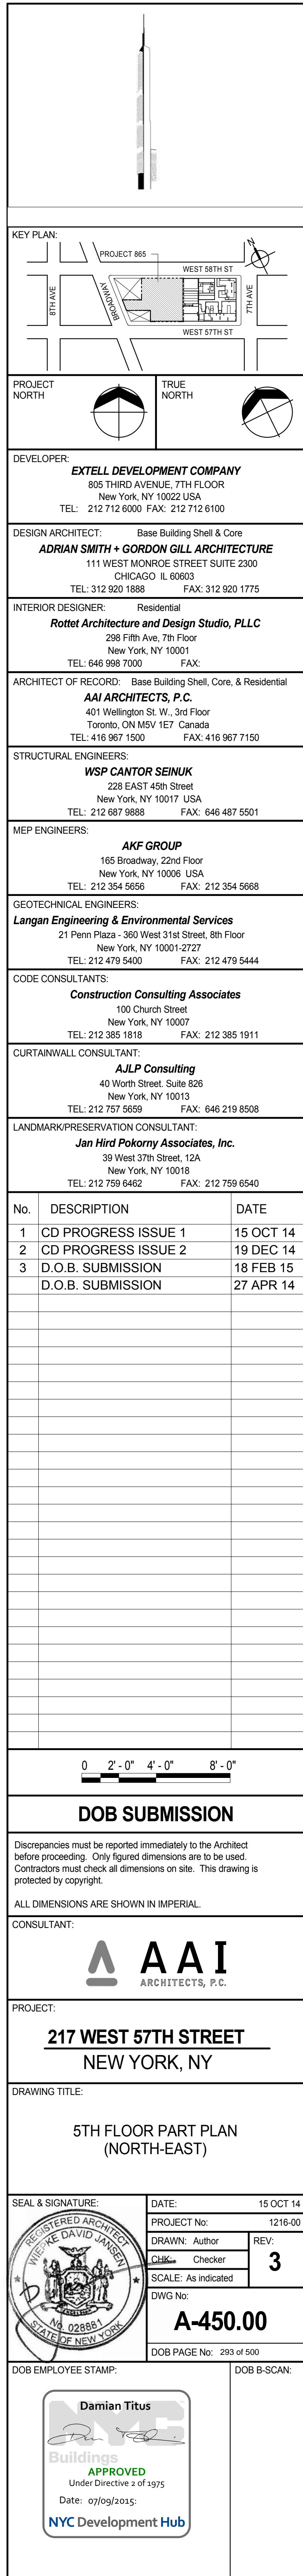 KEY PLAN:
N
PROJECT 865
WEST 58TH ST
8TH AVE
BROADWAY
7TH AVE
WEST 57TH ST
PROJECT
NORTH
TRUE
NORTH
DEVELOPER:
EXTELL DEVELOPMENT COMPANY
805 THIRD AVENUE, 7TH FLOOR
New York, NY 10022 USA
TEL: 212 712 6000 FAX: 212 712 6100
DESIGN ARCHITECT: Base Building Shell & Core
ADRIAN SMITH + GORDON GILL ARCHITECTURE
111 WEST MONROE STREET SUITE 2300
CHICAGO IL 60603
TEL: 312 920 1888 FAX: 312 920 1775
INTERIOR DESIGNER: Residential
Rottet Architecture and Design Studio, PLLC
298 Fifth Ave, 7th Floor
New York, NY 10001
TEL: 646 998 7000 FAX:
ARCHITECT OF RECORD: Base Building Shell, Core, & Residential
AAI ARCHITECTS, P.C.
401 Wellington St. W., 3rd Floor
Toronto, ON M5V 1E7 Canada
TEL: 416 967 1500 FAX: 416 967 7150
STRUCTURAL ENGINEERS:
WSP CANTOR SEINUK
228 EAST 45th Street
New York, NY 10017 USA
TEL: 212 687 9888 FAX: 646 487 5501
MEP ENGINEERS:
AKF GROUP
165 Broadway, 22nd Floor
New York, NY 10006 USA
TEL: 212 354 5656 FAX: 212 354 5668
GEOTECHNICAL ENGINEERS:
Langan Engineering & Environmental Services
21 Penn Plaza - 360 West 31st Street, 8th Floor
New York, NY 10001-2727
TEL: 212 479 5400 FAX: 212 479 5444
CODE CONSULTANTS:
Construction Consulting Associates
100 Church Street
New York, NY 10007
TEL: 212 385 1818 FAX: 212 385 1911
CURTAINWALL CONSULTANT:
AJLP Consulting
40 Worth Street. Suite 826
New York, NY 10013
TEL: 212 757 5659 FAX: 646 219 8508
LANDMARK/PRESERVATION CONSULTANT:
Jan Hird Pokorny Associates, Inc.
39 West 37th Street, 12A
New York, NY 10018
TEL: 212 759 6462 FAX: 212 759 6540
No. DESCRIPTION DATE
1 CD PROGRESS ISSUE 1 15 OCT 14
2 CD PROGRESS ISSUE 2 19 DEC 14
3 D.O.B. SUBMISSION 18 FEB 15
D.O.B. SUBMISSION 27 APR 14
0 2' - 0" 4' - 0" 8' - 0"
DOB SUBMISSION
Discrepancies must be reported immediately to the Architect
before proceeding. Only figured dimensions are to be used.
Contractors must check all dimensions on site. This drawing is
protected by copyright.
ALL DIMENSIONS ARE SHOWN IN IMPERIAL.
CONSULTANT:
AAI
ARCHITECTS, P.C.
PROJECT:
217 WEST 57TH STREET
NEW YORK, NY
DRAWING TITLE:
5TH FLOOR PART PLAN
(NORTH-EAST)
SEAL & SIGNATURE:
REGISTERED ARCHITECT
WIEPKE DAVID JANSEN
No. 028881
STATE OF NEW YORK
DATE: 15 OCT 14
PROJECT No: 1216-00
DRAWN: Author
CHK: Checker
SCALE: As indicated
REV:
3
DWG No:
A-450.00
DOB PAGE No: 293 of 500
DOB EMPLOYEE STAMP:
DOB B-SCAN:
NYC
Damian Titus
Buildings
APPROVED
Under Directive 2 of 1975
Date: 07/09/2015:
NYC Development Hub